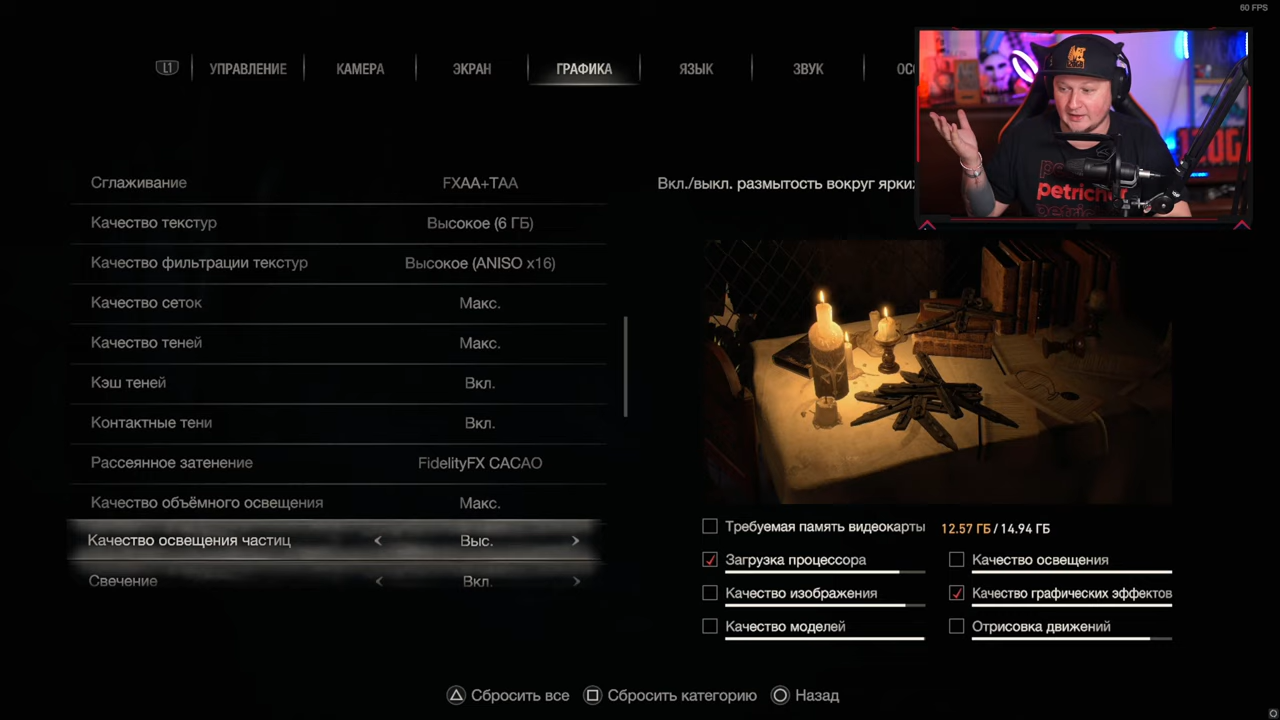 60 FPS
L1 УПРАВЛЕНИЕ КАМЕРА ЭКРАН ГРАФИКА ЯЗЫК ЗВУК
petricher
Сглаживание FXAA+TAA
Качество текстур Высокое (6 ГБ)
Качество фильтрации текстур Высокое (ANISO x16)
Качество сеток Макс.
Качество теней Макс.
Кэш теней Вкл.
Контактные тени Вкл.
Рассеянное затенение FidelityFX CACAO
Качество объёмного освещения Макс.
Качество освещения частиц Выс.
Свечение Вкл.
Вкл./выкл. размытость вокруг ярких
Требуемая память видеокарты 12.57 ГБ / 14.94 ГБ
Загрузка процессора Качество освещения
Качество изображения Качество графических эффектов
Качество моделей Отрисовка движений
Сбросить все Сбросить категорию Назад